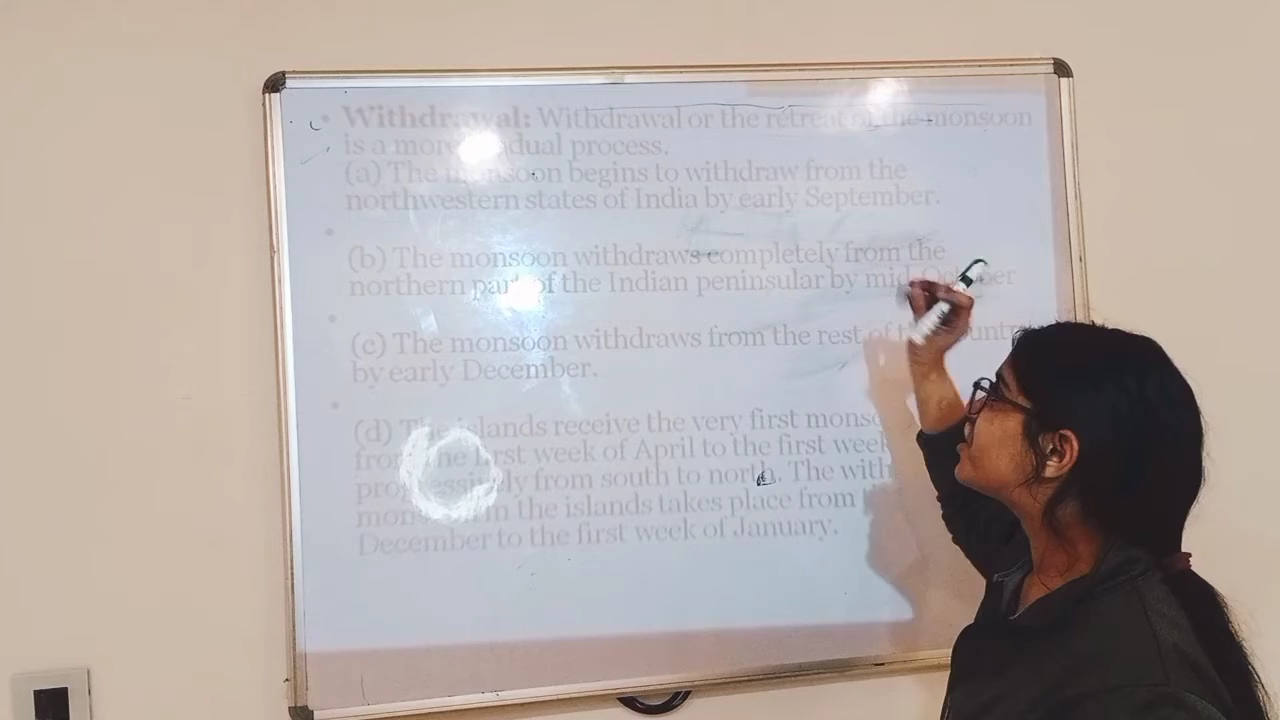 • Withdrawal: Withdrawal or the retreat of the monsoon
is a more gradual process.
(a) The monsoon begins to withdraw from the
northwestern states of India by early September.
(b) The monsoon withdraws completely from the
northern part of the Indian peninsular by mid-October
(c) The monsoon withdraws from the rest of the country
by early December.
(d) The islands receive the very first
from the first week of April to the first week
progressively from south to north. The
monsoon in the islands takes place from
December to the first week of January.